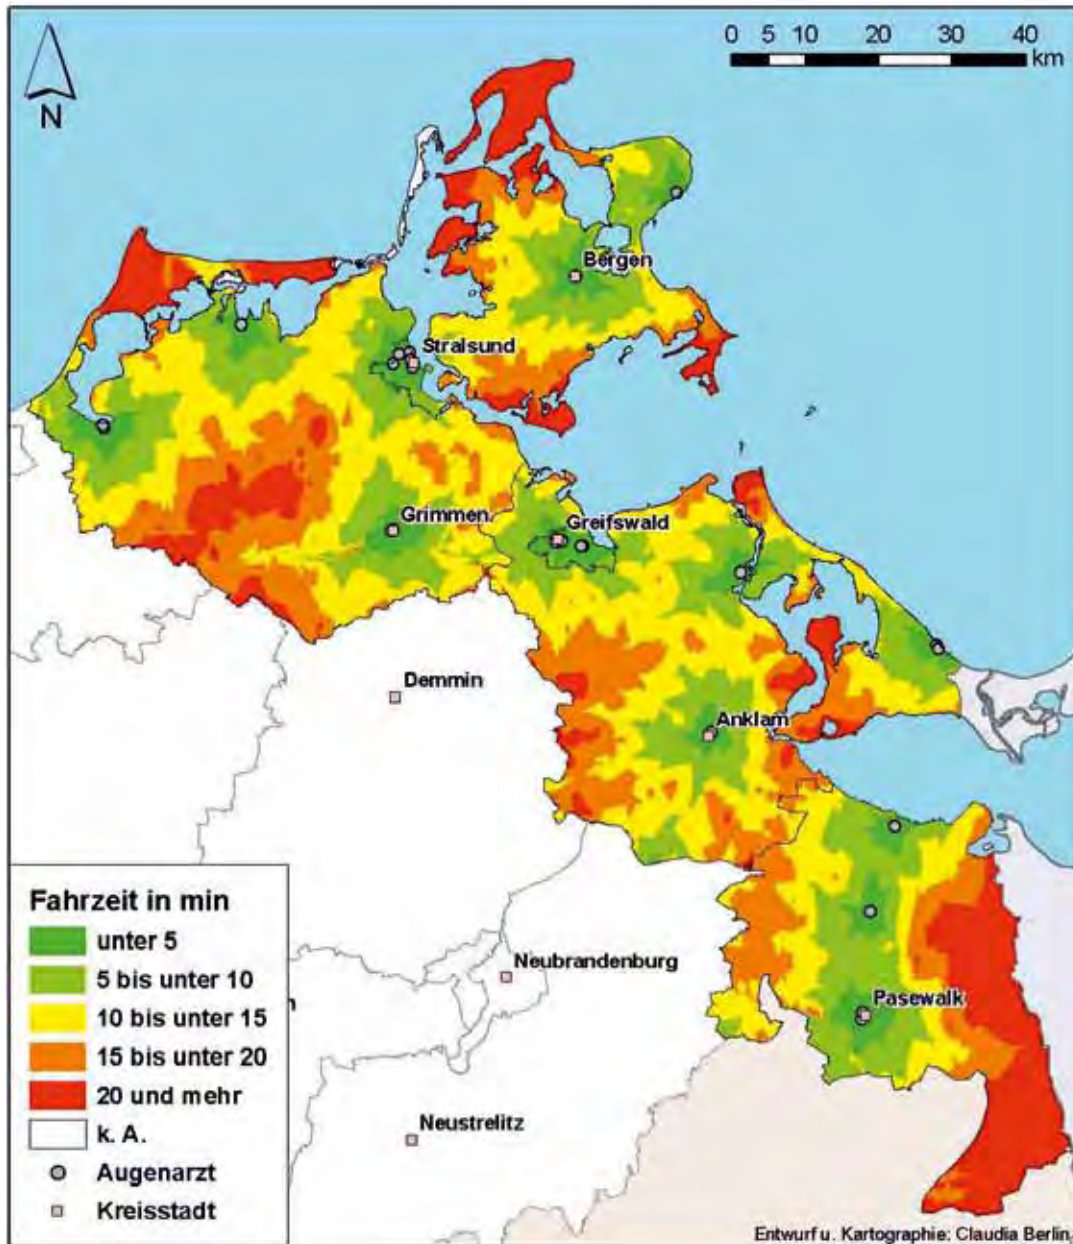 0 5 10 20 30 40
km
N
Bergen
Stralsund
Grimmen
Greifswald
Demmin
Anklam
Neubrandenburg
n
Pasewalk
Neustrelitz
Fahrzeit in min
unter 5
5 bis unter 10
10 bis unter 15
15 bis unter 20
20 und mehr
k. A.
Augenarzt
Kreisstadt
Entwurf u. Kartographie: Claudia Berlin